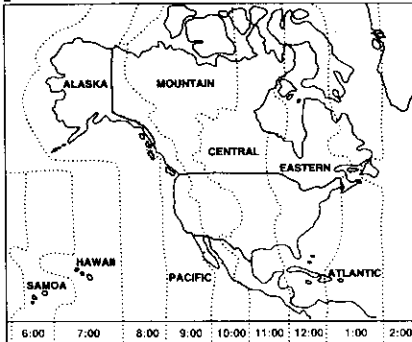 ALASKA MOUNTAIN
CENTRAL
EASTERN
HAWAII
SAMOA
PACIFIC
ATLANTIC
6:00 7:00 8:00 9:00 10:00 11:00 12:00 1:00 2:00